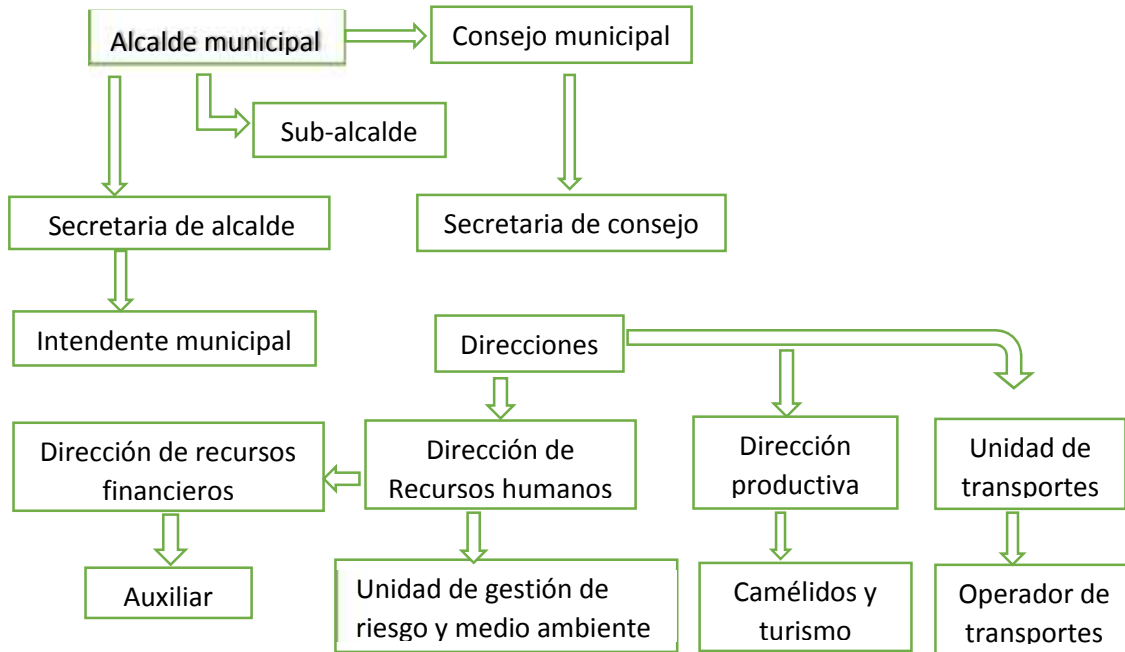 Alcalde municipal
Consejo municipal
Sub-alcalde
Secretaria de alcalde
Secretaria de consejo
Intendente municipal
Direcciones
Dirección de recursos
financieros
Dirección de
Recursos humanos
Dirección
productiva
Unidad de
transportes
Auxiliar
Unidad de gestión de
riesgo y medio ambiente
Camélidos y
turismo
Operador de
transportes